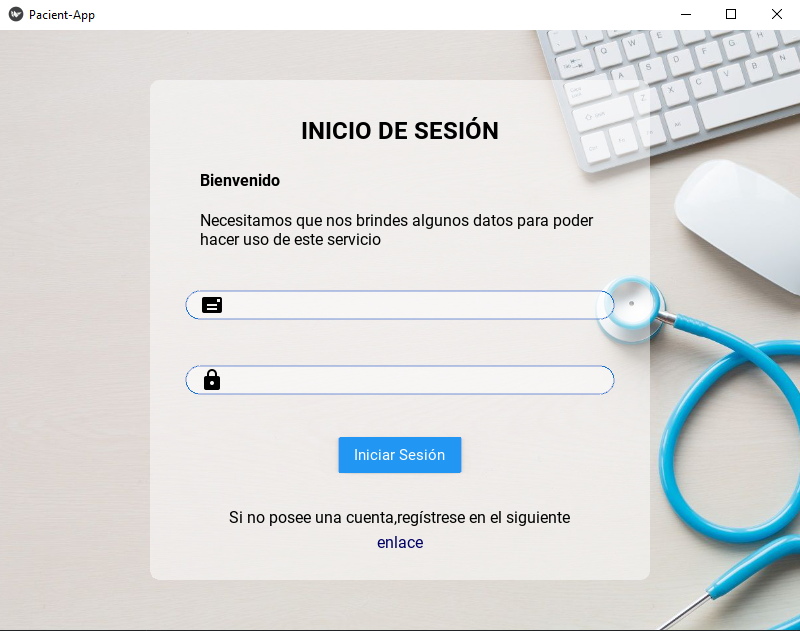 Pacient-App
INICIO DE SESIÓN
Bienvenido
Necesitamos que nos brindes algunos datos para poder
hacer uso de este servicio
Iniciar Sesión
Si no posee una cuenta,regístrese en el siguiente
enlace